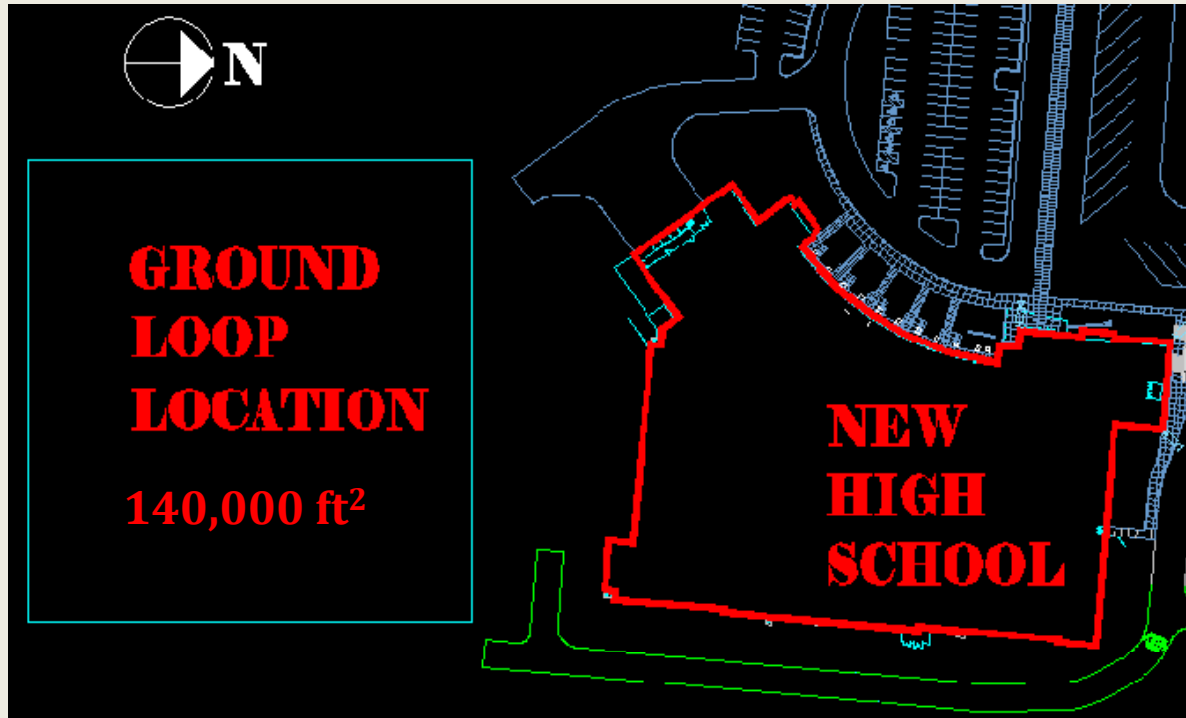 N
GROUND
LOOP
LOCATION
140,000 ft²
NEW
HIGH
SCHOOL